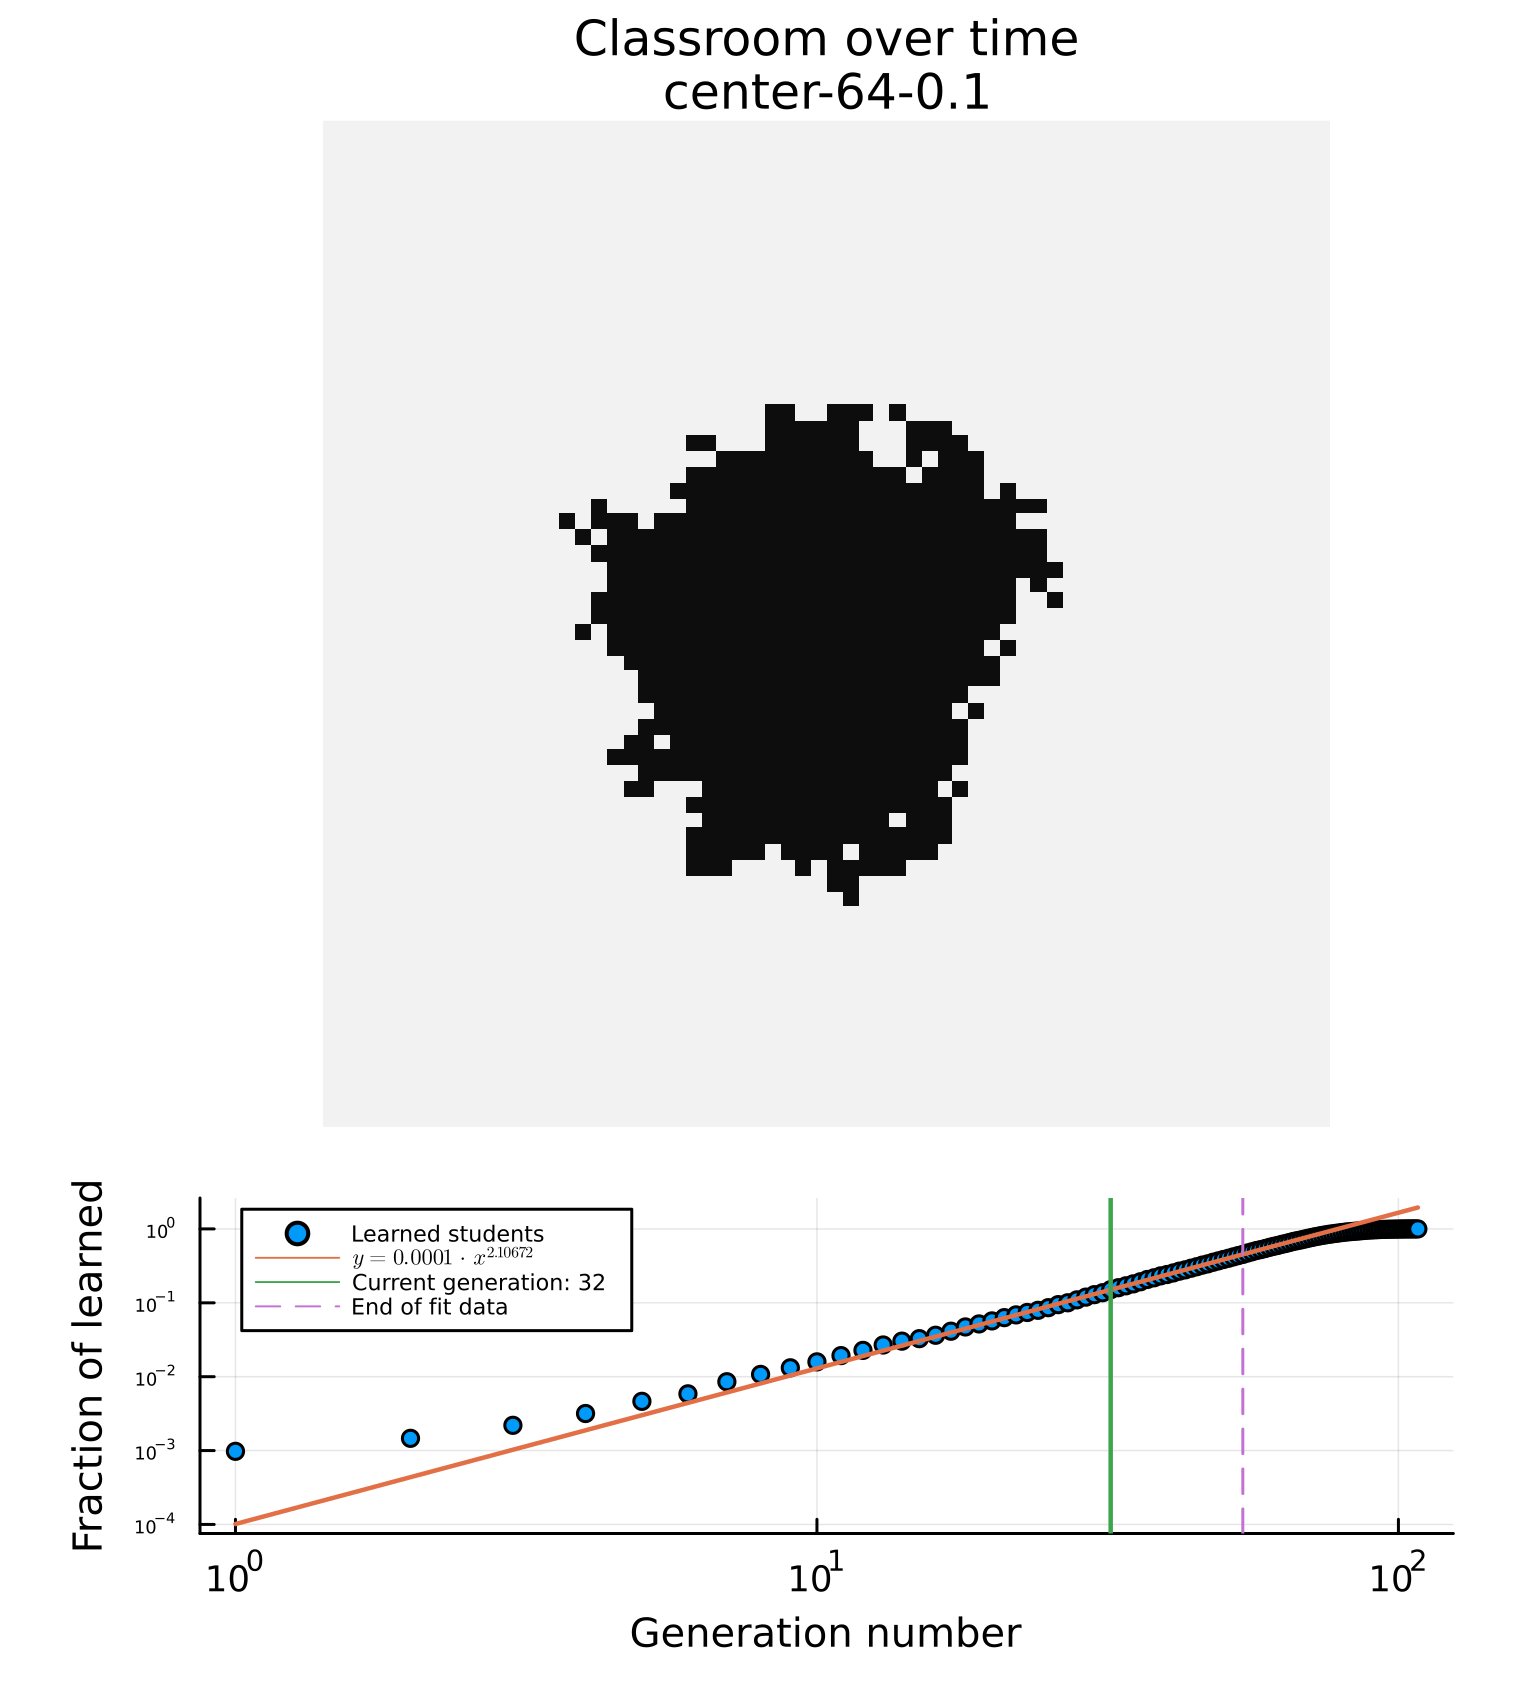 Classroom over time
center-64-0.1
Fraction of learned
10^0
10^-1
10^-2
10^-3
10^-4
Learned students
y = 0.0001 · x^2.10672
Current generation: 32
End of fit data
10^0 10^1 10^2
Generation number